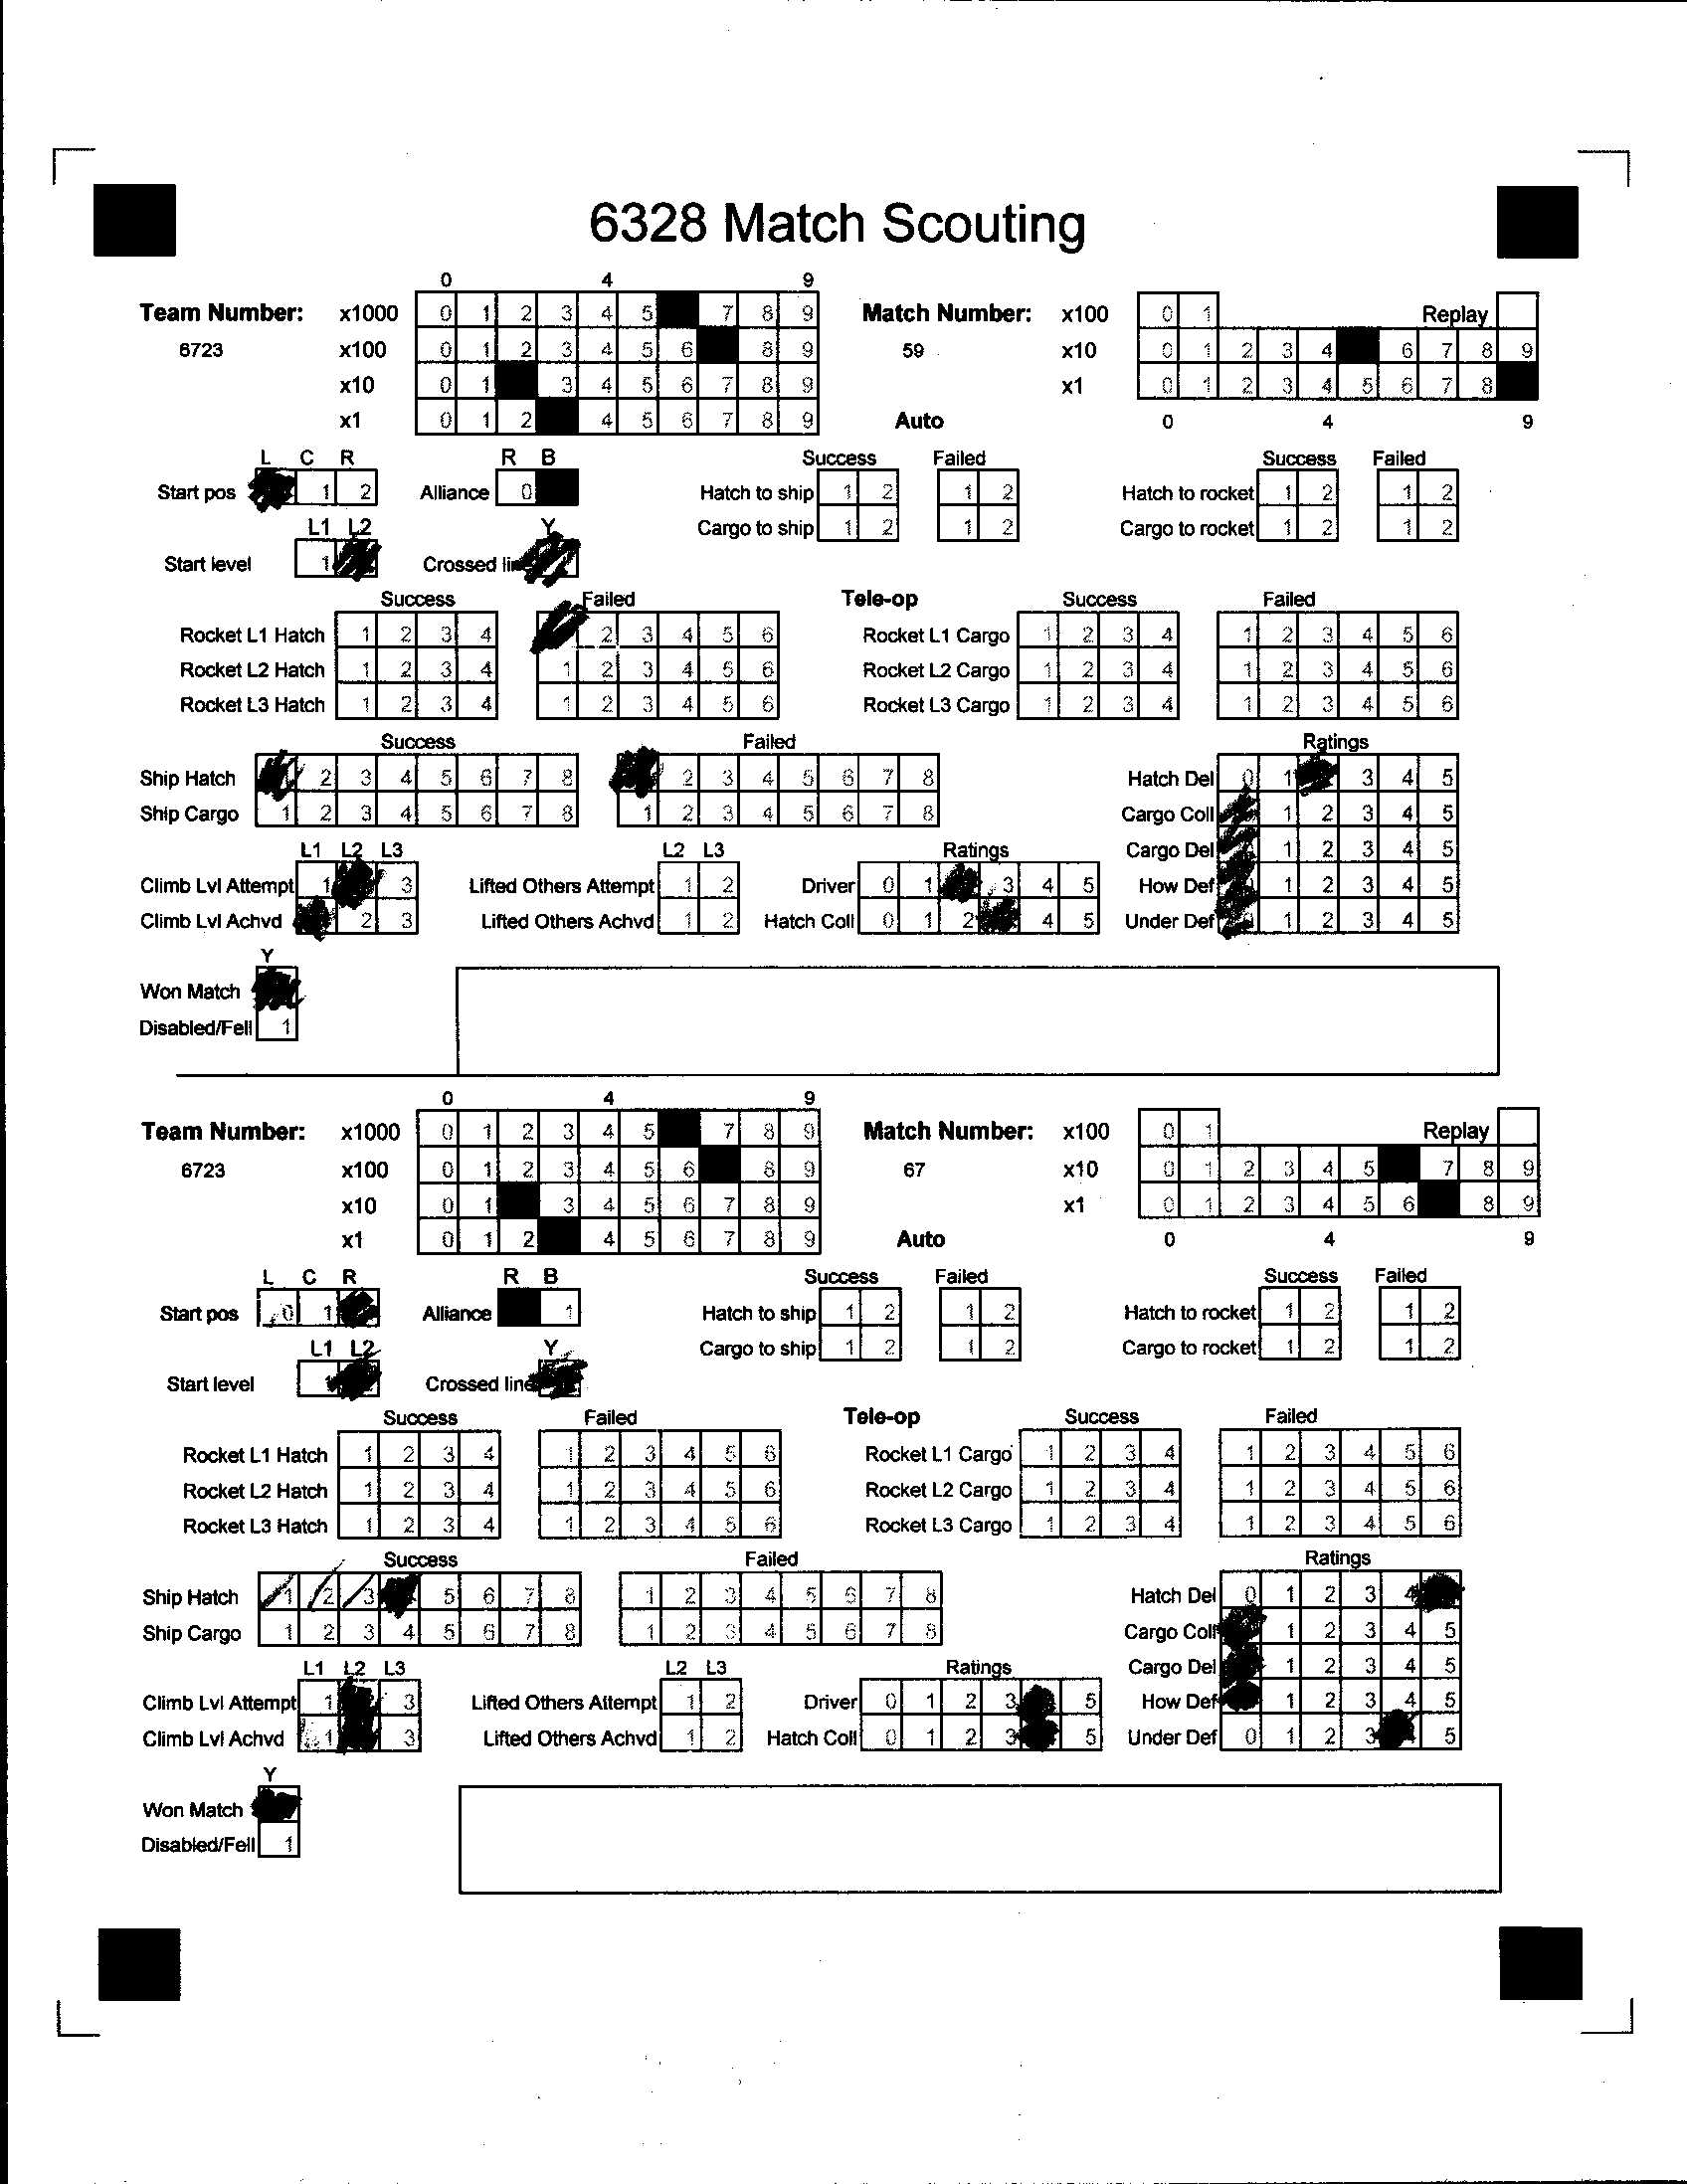 6328 Match Scouting
0 4 9
Team Number: x1000 0 1 2 3 4 5 7 8 9 Match Number: x100 0 1 Replay
6723 x100 0 1 2 3 4 5 6 8 9 59 x10 0 1 2 3 4 6 7 8 9
x10 0 1 3 4 5 6 7 8 9 x1 0 1 2 3 4 5 6 7 8
x1 0 1 2 4 5 6 7 8 9 Auto 0 4 9
L C R R B Success Failed Success Failed
Start pos 1 2 Alliance 0 Hatch to ship 1 2 1 2 Hatch to rocket 1 2 1 2
L1 L2 Y Cargo to ship 1 2 1 2 Cargo to rocket 1 2 1 2
Start level 1 Crossed line
Success Failed Tele-op Success Failed
Rocket L1 Hatch 1 2 3 4 2 3 4 5 6 Rocket L1 Cargo 1 2 3 4 1 2 3 4 5 6
Rocket L2 Hatch 1 2 3 4 1 2 3 4 5 6 Rocket L2 Cargo 1 2 3 4 1 2 3 4 5 6
Rocket L3 Hatch 1 2 3 4 1 2 3 4 5 6 Rocket L3 Cargo 1 2 3 4 1 2 3 4 5 6
Success Failed Ratings
Ship Hatch 2 3 4 5 6 7 8 2 3 4 5 6 7 8 Hatch Del 0 1 3 4 5
Ship Cargo 1 2 3 4 5 6 7 8 1 2 3 4 5 6 7 8 Cargo Coll 1 2 3 4 5
L1 L2 L3 L2 L3 Ratings Cargo Del 1 2 3 4 5
Climb Lvl Attempt 1 3 Lifted Others Attempt 1 2 Driver 0 1 3 4 5 How Def 1 2 3 4 5
Climb Lvl Achvd 2 3 Lifted Others Achvd 1 2 Hatch Coll 0 1 2 4 5 Under Def 1 2 3 4 5
Y
Won Match
Disabled/Fell 1
0 4 9
Team Number: x1000 0 1 2 3 4 5 7 8 9 Match Number: x100 0 1 Replay
6723 x100 0 1 2 3 4 5 6 8 9 67 x10 0 1 2 3 4 5 7 8 9
x10 0 1 3 4 5 6 7 8 9 x1 0 1 2 3 4 5 6 8 9
x1 0 1 2 4 5 6 7 8 9 Auto 0 4 9
L C R R B Success Failed Success Failed
Start pos 0 1 Alliance 1 Hatch to ship 1 2 1 2 Hatch to rocket 1 2 1 2
L1 L2 Y Cargo to ship 1 2 1 2 Cargo to rocket 1 2 1 2
Start level 1 Crossed line
Success Failed Tele-op Success Failed
Rocket L1 Hatch 1 2 3 4 1 2 3 4 5 6 Rocket L1 Cargo 1 2 3 4 1 2 3 4 5 6
Rocket L2 Hatch 1 2 3 4 1 2 3 4 5 6 Rocket L2 Cargo 1 2 3 4 1 2 3 4 5 6
Rocket L3 Hatch 1 2 3 4 1 2 3 4 5 6 Rocket L3 Cargo 1 2 3 4 1 2 3 4 5 6
Success Failed Ratings
Ship Hatch 1 2 3 5 6 7 8 1 2 3 4 5 6 7 8 Hatch Del 0 1 2 3 4
Ship Cargo 1 2 3 4 5 6 7 8 1 2 3 4 5 6 7 8 Cargo Coll 1 2 3 4 5
L1 L2 L3 L2 L3 Ratings Cargo Del 1 2 3 4 5
Climb Lvl Attempt 1 3 Lifted Others Attempt 1 2 Driver 0 1 2 3 5 How Def 1 2 3 4 5
Climb Lvl Achvd 1 3 Lifted Others Achvd 1 2 Hatch Coll 0 1 2 3 5 Under Def 0 1 2 3 5
Y
Won Match
Disabled/Fell 1